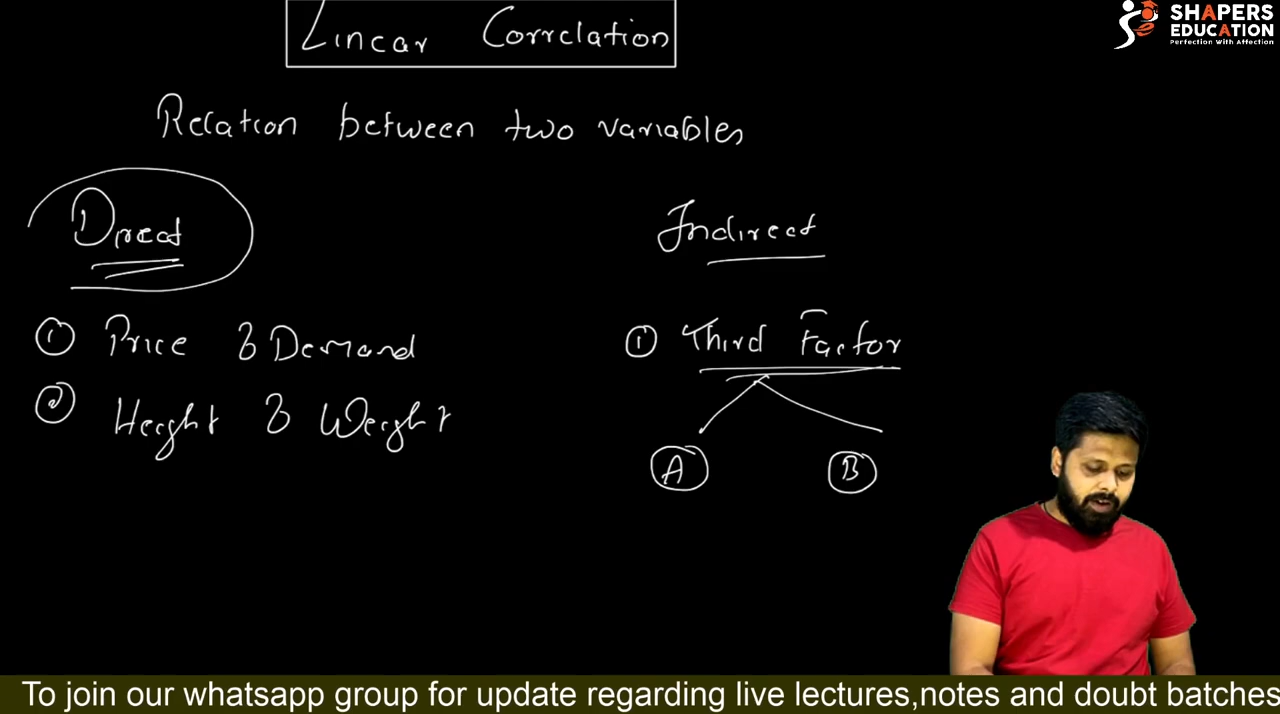 Linear Correlation
SHAPERS
EDUCATION
Perfection With Affection
Relation between two variables
Direct
Indirect
① Price & Demand
① Third Factor
② Height & Weight
A
B
To join our whatsapp group for update regarding live lectures,notes and doubt batches